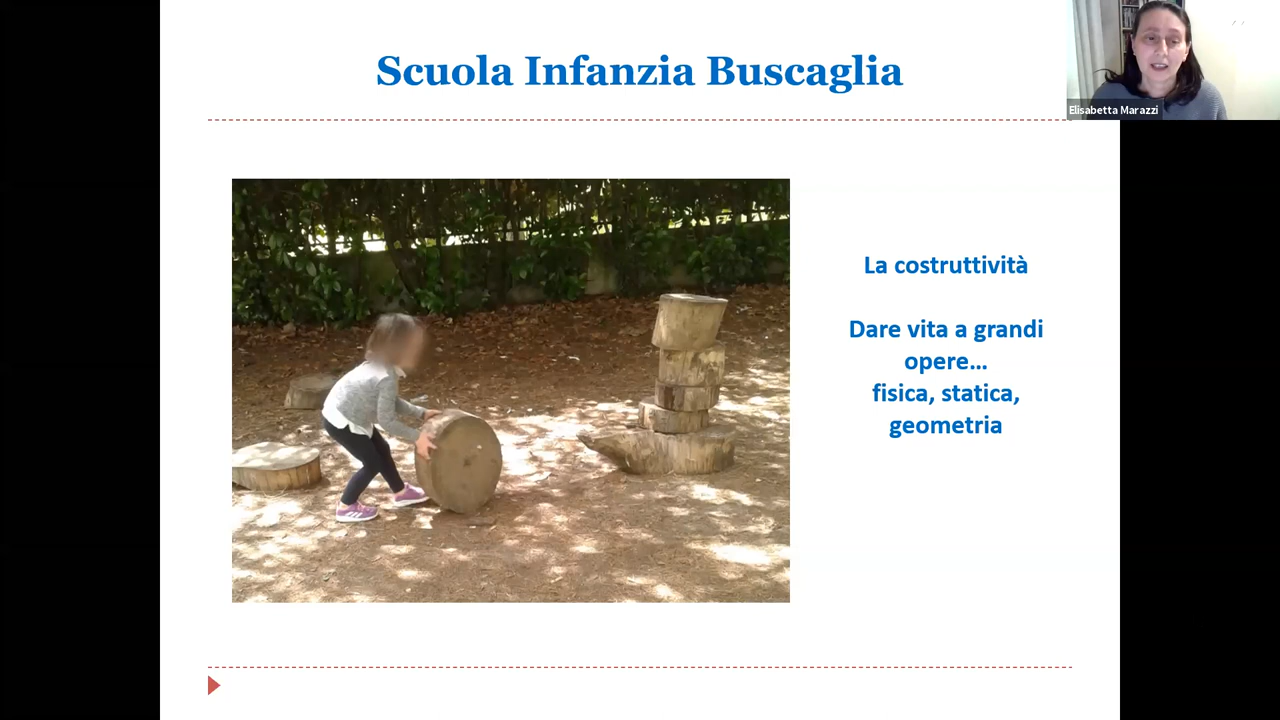 Scuola Infanzia Buscaglia
Elisabetta Marazzi
La costruttività
Dare vita a grandi
opere...
fisica, statica,
geometria